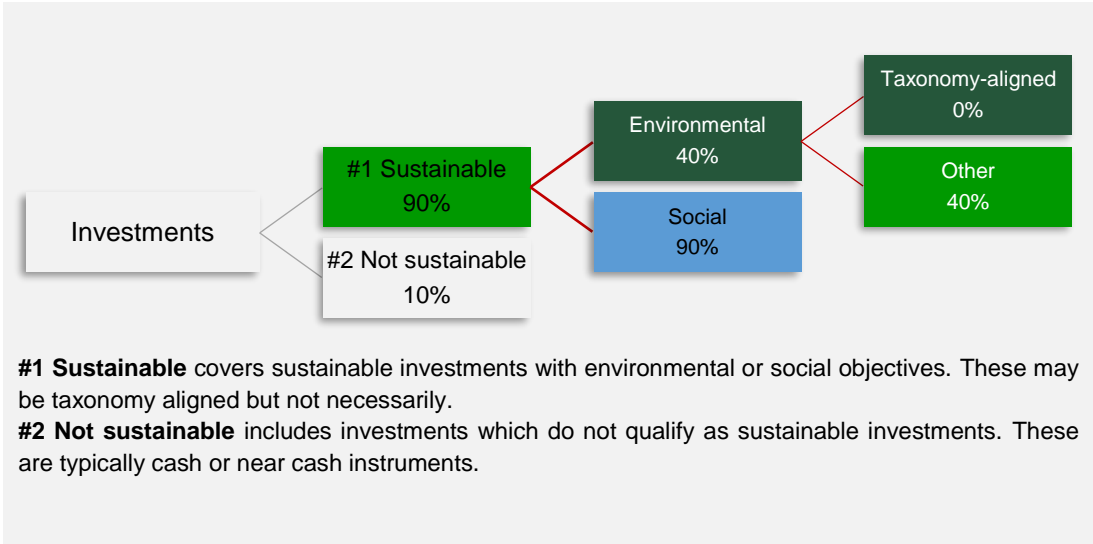 Investments
#1 Sustainable
90%
#2 Not sustainable
10%
Environmental
40%
Social
90%
Taxonomy-aligned
0%
Other
40%
#1 Sustainable covers sustainable investments with environmental or social objectives. These may
be taxonomy aligned but not necessarily.
#2 Not sustainable includes investments which do not qualify as sustainable investments. These
are typically cash or near cash instruments.